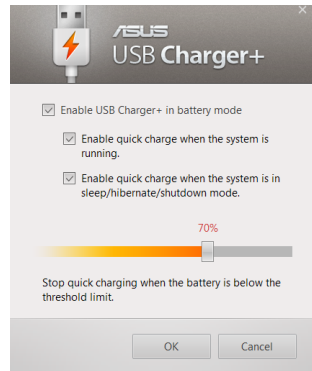 ASUS
USB Charger+
Enable USB Charger+ in battery mode
Enable quick charge when the system is
running.
Enable quick charge when the system is in
sleep/hibernate/shutdown mode.
70%
Stop quick charging when the battery is below the
threshold limit.
OK Cancel